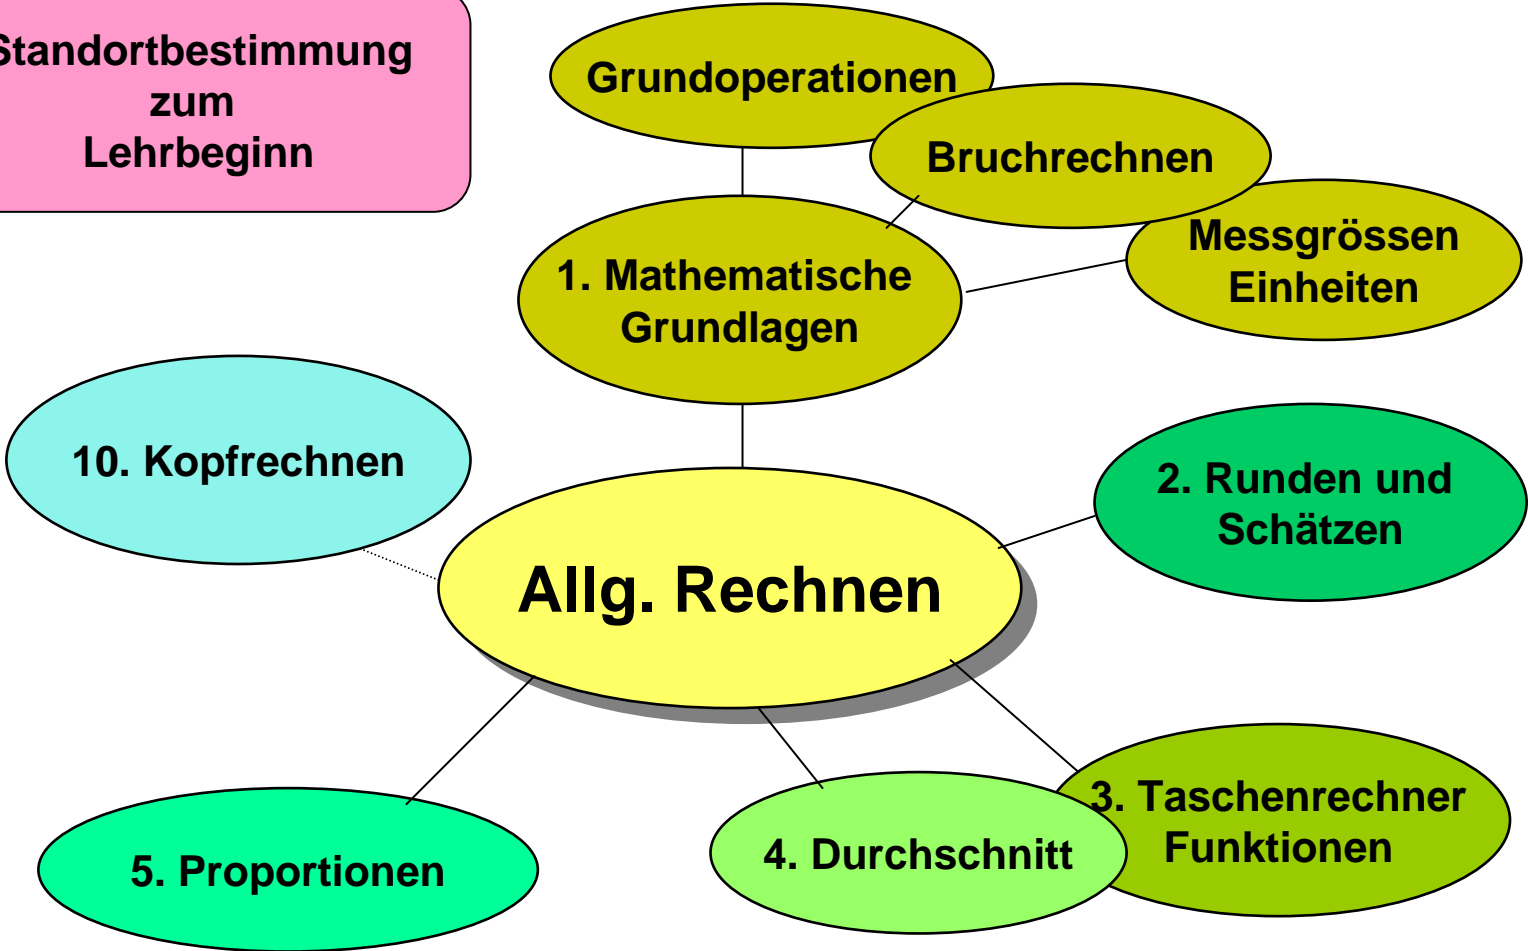 Standortbestimmung
zum
Lehrbeginn
Grundoperationen
Bruchrechnen
Messgrössen
Einheiten
1. Mathematische
Grundlagen
10. Kopfrechnen
2. Runden und
Schätzen
Allg. Rechnen
3. Taschenrechner
Funktionen
4. Durchschnitt
5. Proportionen